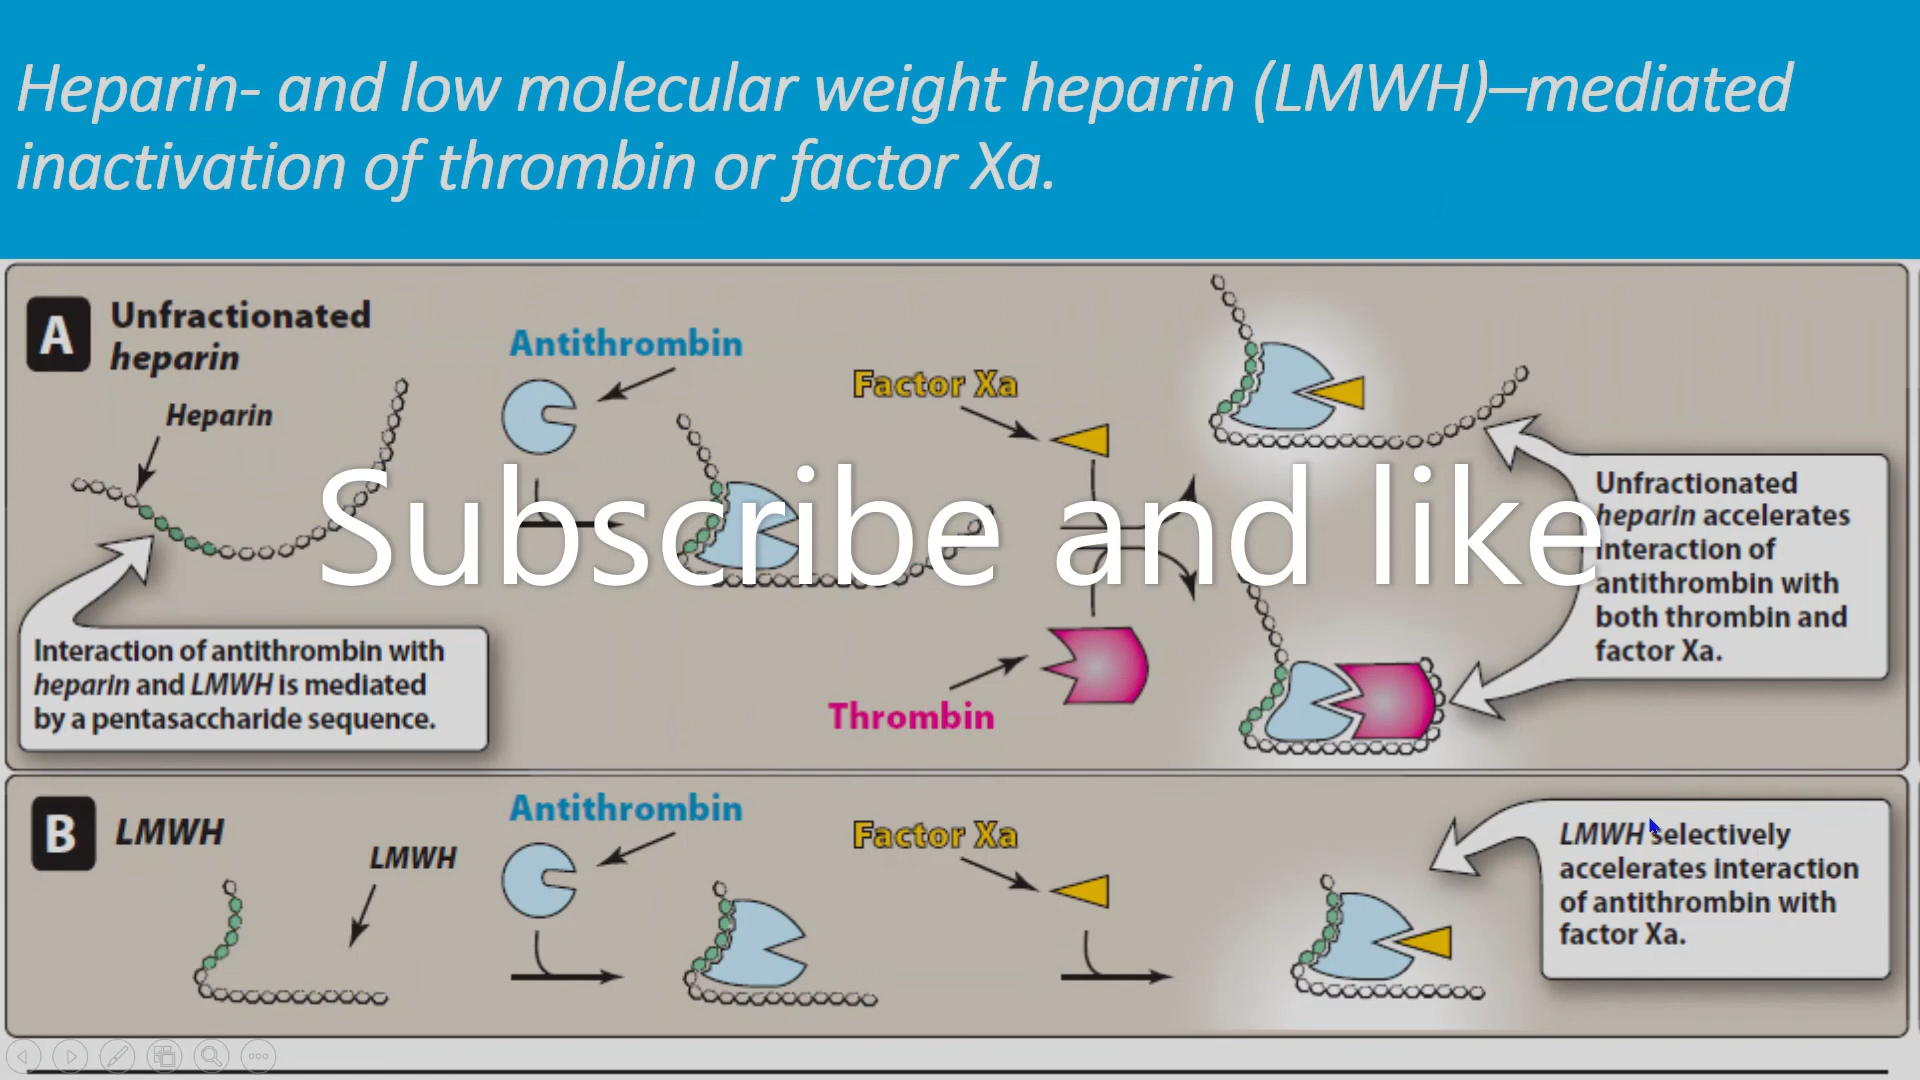 Heparin- and low molecular weight heparin (LMWH)–mediated
inactivation of thrombin or factor Xa.
A
Unfractionated
heparin
Heparin
Antithrombin
Factor Xa
Subscribe and like
Unfractionated
heparin accelerates
interaction of
antithrombin with
both thrombin and
factor Xa.
Interaction of antithrombin with
heparin and LMWH is mediated
by a pentasaccharide sequence.
Thrombin
B
LMWH
LMWH
Antithrombin
Factor Xa
LMWH selectively
accelerates interaction
of antithrombin with
factor Xa.